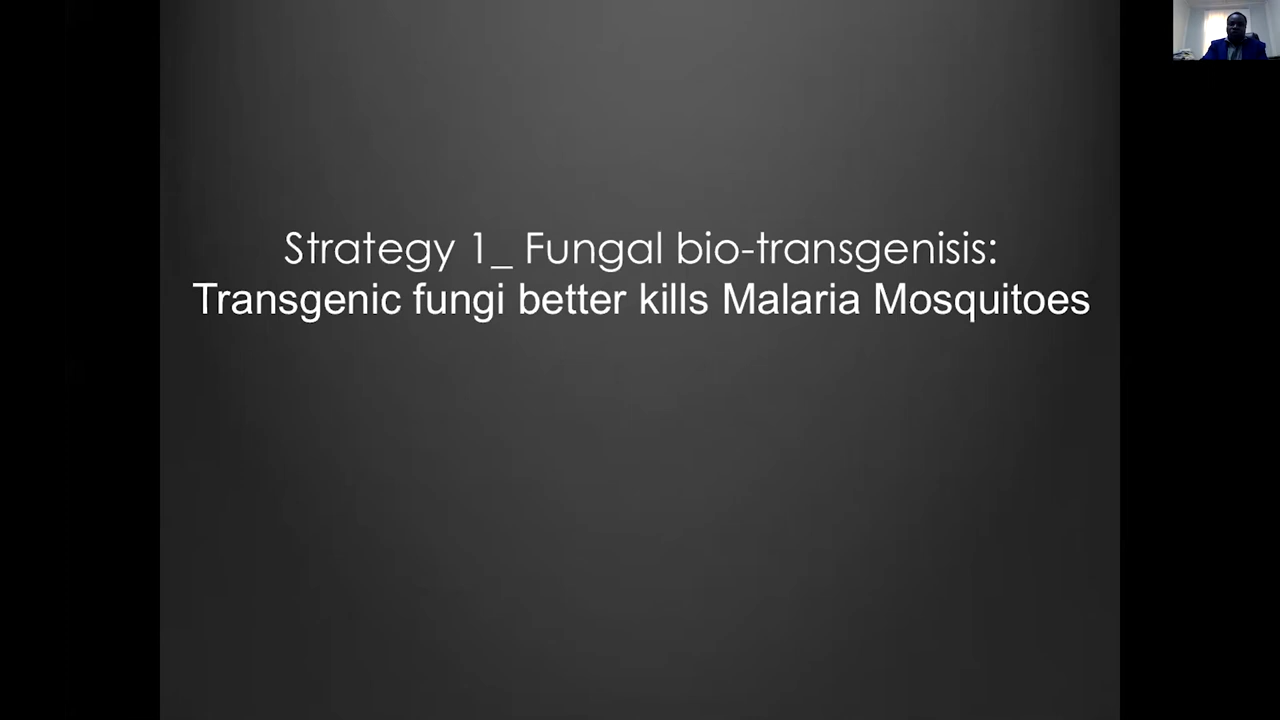 Strategy 1_ Fungal bio-transgenisis:
Transgenic fungi better kills Malaria Mosquitoes